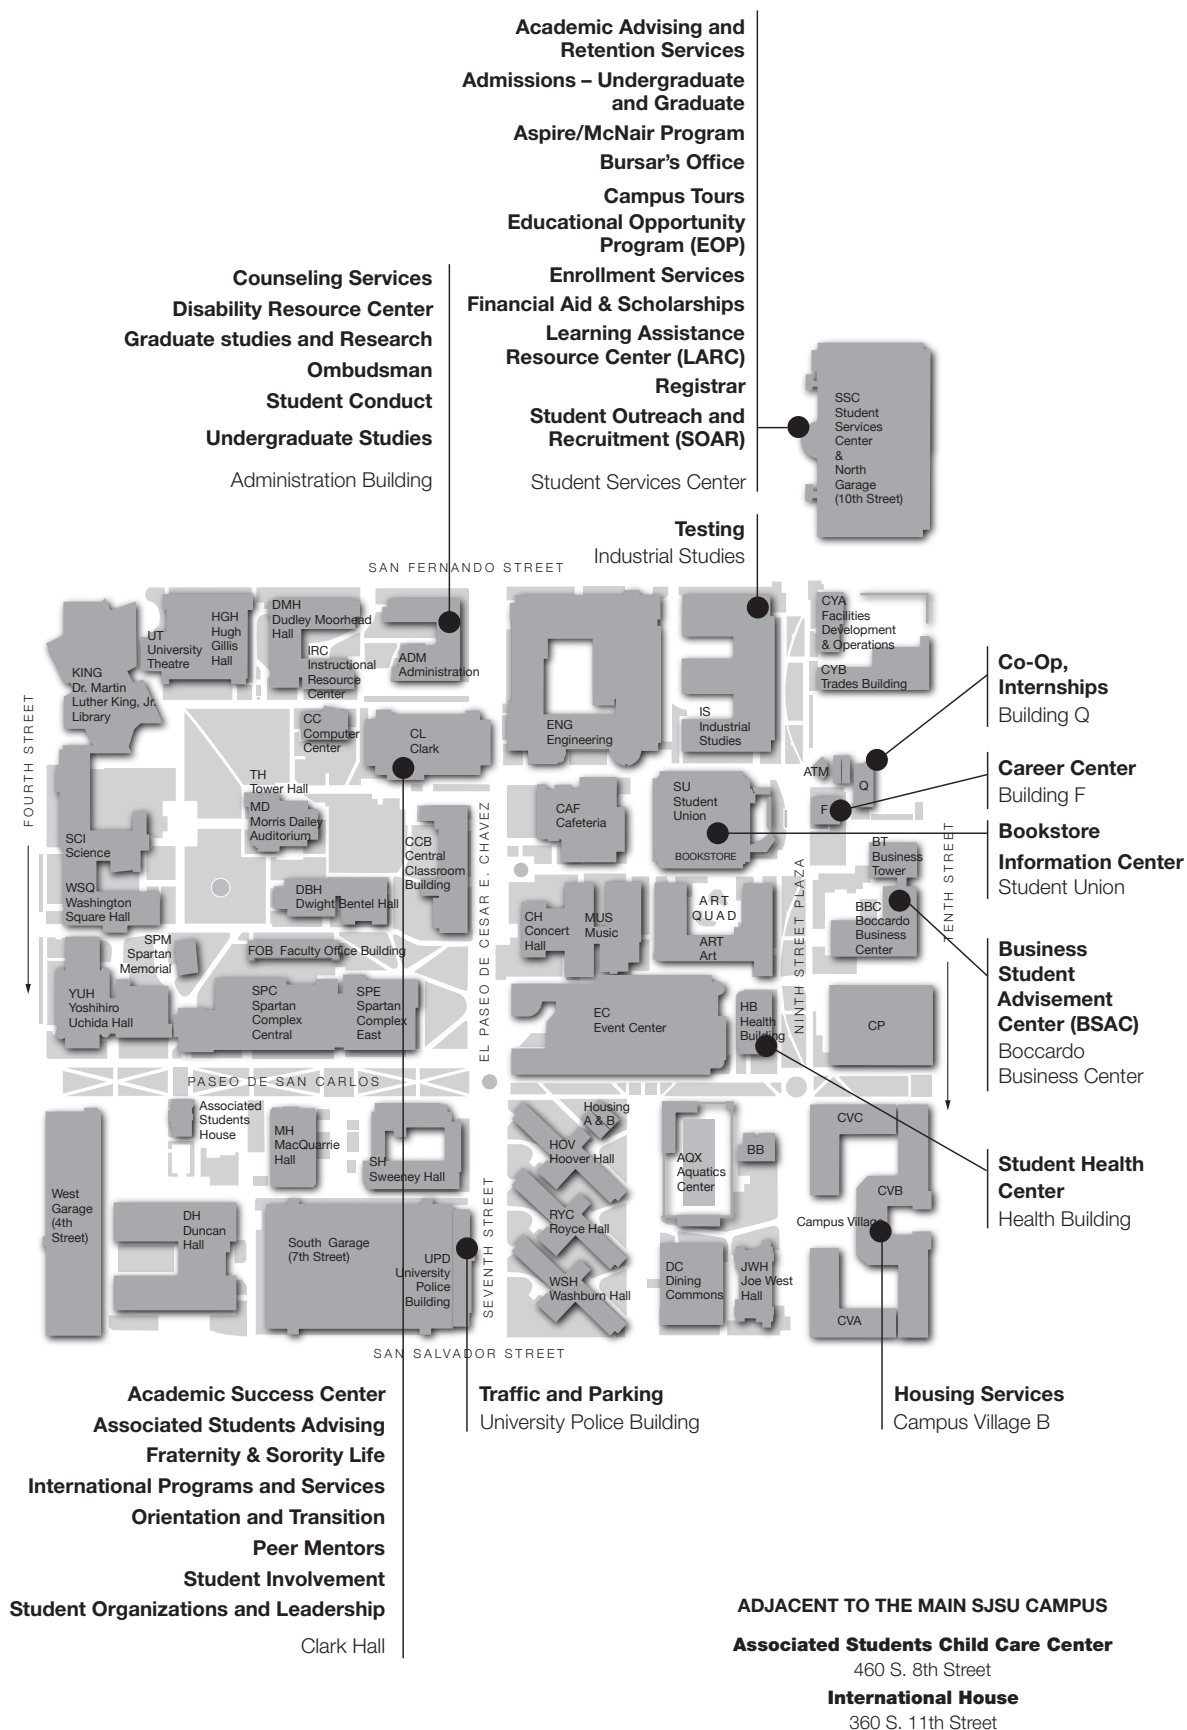 Academic Advising and
Retention Services
Admissions – Undergraduate
and Graduate
Aspire/McNair Program
Bursar's Office
Campus Tours
Educational Opportunity
Program (EOP)
Enrollment Services
Financial Aid & Scholarships
Learning Assistance
Resource Center (LARC)
Registrar
Student Outreach and
Recruitment (SOAR)
Student Services Center
Counseling Services
Disability Resource Center
Graduate studies and Research
Ombudsman
Student Conduct
Undergraduate Studies
Administration Building
SSC
Student
Services
Center
&
North
Garage
(10th Street)
Testing
Industrial Studies
SAN FERNANDO STREET
KING
Dr. Martin
Luther King, Jr.
Library
UT
University
Theatre
HGH
Hugh
Gillis
Hall
DMH
Dudley Moorhead
Hall
IRC
Instructional
Resource
Center
ADM
Administration
CC
Computer
Center
CL
Clark
ENG
Engineering
IS
Industrial
Studies
CYA
Facilities
Development
& Operations
CYB
Trades Building
Co-Op,
Internships
Building Q
Career Center
Building F
Bookstore
Information Center
Student Union
Business
Student
Advisement
Center (BSAC)
Boccardo
Business Center
Student Health
Center
Health Building
FOURTH STREET
TH
Tower Hall
MD
Morris Dailey
Auditorium
SCI
Science
WSQ
Washington
Square Hall
CCB
Central
Classroom
Building
DBH
Dwight Bentel Hall
SPM
Spartan
Memorial
FOB Faculty Office Building
YUH
Yoshihiro
Uchida Hall
SPC
Spartan
Complex
Central
SPE
Spartan
Complex
East
EL PASEO DE CESAR E. CHAVEZ
CAF
Cafeteria
SU
Student
Union
BOOKSTORE
ATM
Q
F
BT
Business
Tower
BBC
Boccardo
Business
Center
TENTH STREET
NINTH STREET PLAZA
CH
Concert
Hall
MUS
Music
ART
QUAD
ART
Art
EC
Event Center
HB
Health
Building
CP
PASEO DE SAN CARLOS
Associated
Students
House
MH
MacQuarrie
Hall
SH
Sweeney Hall
West
Garage
(4th
Street)
DH
Duncan
Hall
South Garage
(7th Street)
UPD
University
Police
Building
SEVENTH STREET
Housing
A & B
HOV
Hoover Hall
RYC
Royce Hall
WSH
Washburn Hall
AQX
Aquatics
Center
BB
DC
Dining
Commons
JWH
Joe West
Hall
CVC
CVB
Campus Village
CVA
SAN SALVADOR STREET
Academic Success Center
Associated Students Advising
Fraternity & Sorority Life
International Programs and Services
Orientation and Transition
Peer Mentors
Student Involvement
Student Organizations and Leadership
Clark Hall
Traffic and Parking
University Police Building
Housing Services
Campus Village B
ADJACENT TO THE MAIN SJSU CAMPUS
Associated Students Child Care Center
460 S. 8th Street
International House
360 S. 11th Street